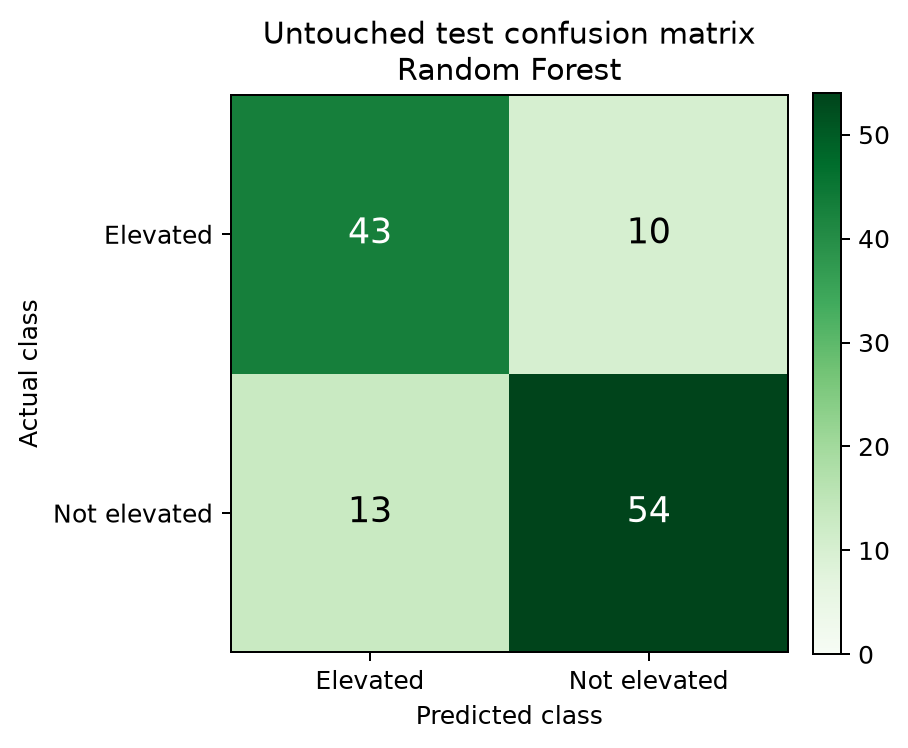 Untouched test confusion matrix
Random Forest
Actual class
Elevated
43
10
Not elevated
13
54
Elevated
Not elevated
Predicted class
50
40
30
20
10
0